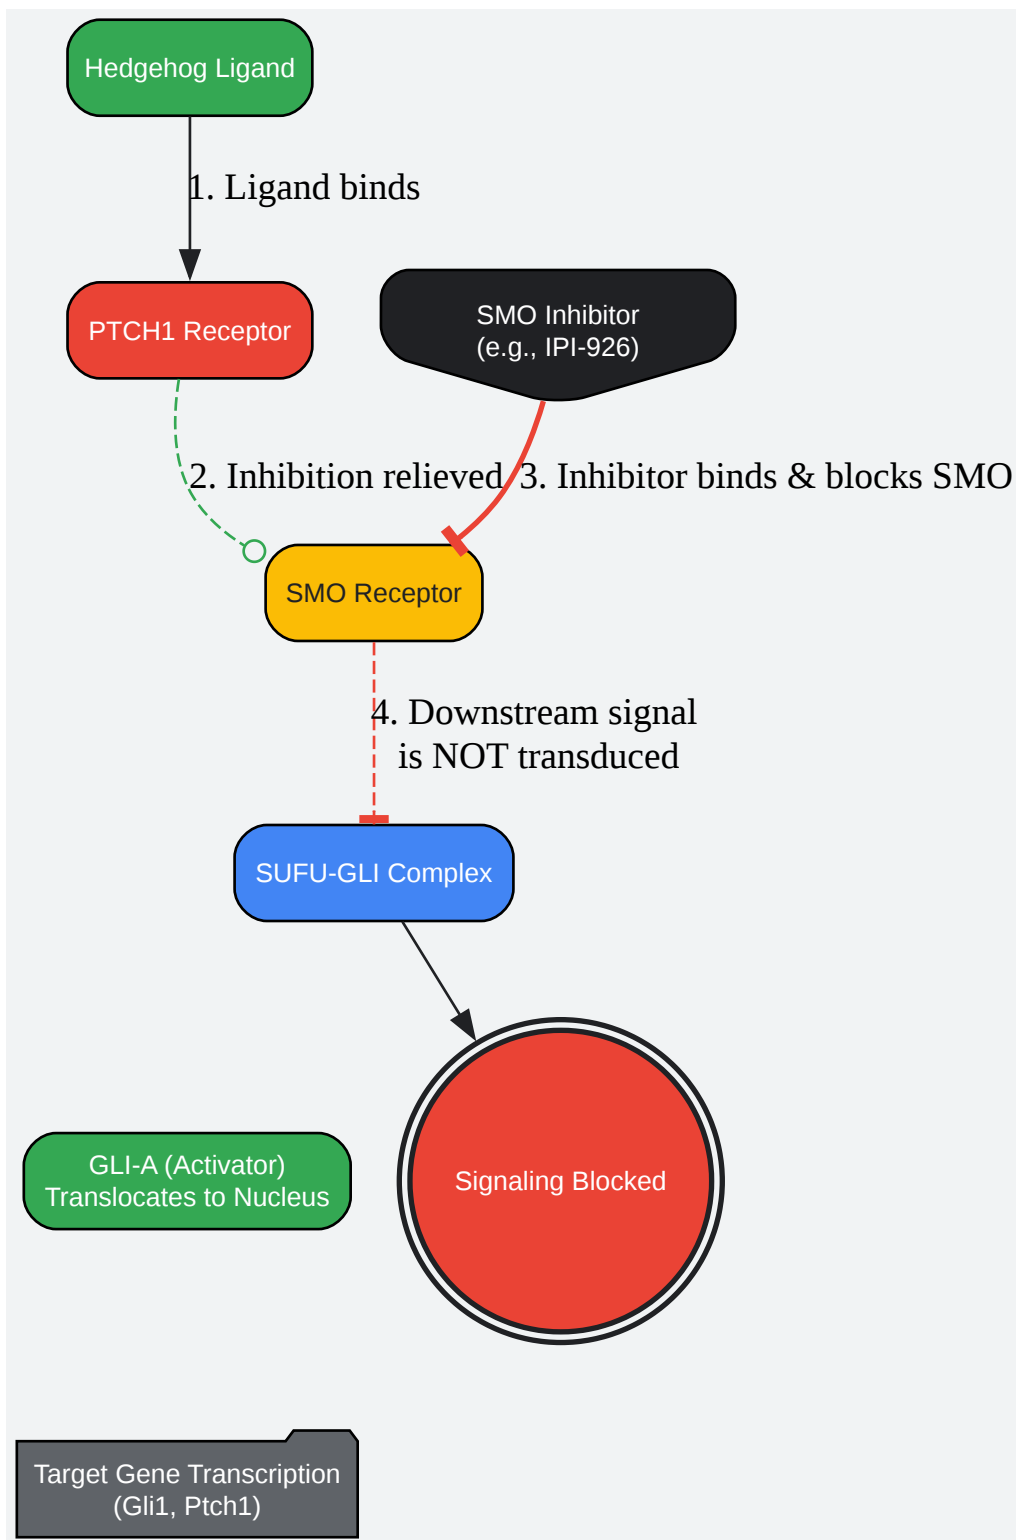 Hedgehog Ligand
1. Ligand binds
PTCH1 Receptor
SMO Inhibitor
(e.g., IPI-926)
2. Inhibition relieved
3. Inhibitor binds & blocks SMO
SMO Receptor
4. Downstream signal
is NOT transduced
SUFU-GLI Complex
GLI-A (Activator)
Translocates to Nucleus
Signaling Blocked
Target Gene Transcription
(Gli1, Ptch1)